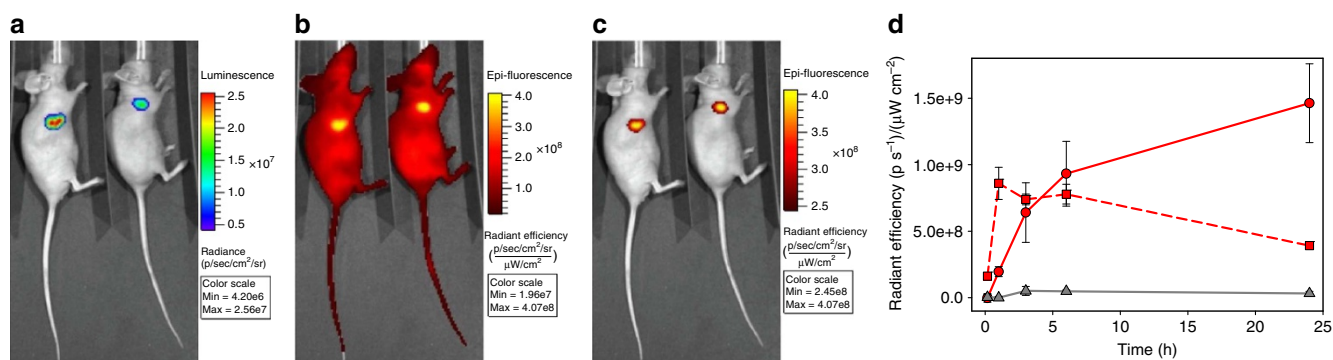 a
Luminescence
2.5
2.0
1.5
×10⁷
1.0
0.5
Radiance
(p/sec/cm²/sr)
Color scale
Min = 4.20e6
Max = 2.56e7
b
Epi-fluorescence
4.0
3.0
×10⁸
2.0
1.0
Radiant efficiency
(p/sec/cm²/sr
μW/cm²)
Color scale
Min = 1.96e7
Max = 4.07e8
c
Epi-fluorescence
4.0
3.5
×10⁸
3.0
2.5
Radiant efficiency
(p/sec/cm²/sr
μW/cm²)
Color scale
Min = 2.45e8
Max = 4.07e8
d
Radiant efficiency (p s⁻¹)/(μW cm⁻²)
1.5e+9
1.0e+9
5.0e+8
0.0
0 5 10 15 20 25
Time (h)